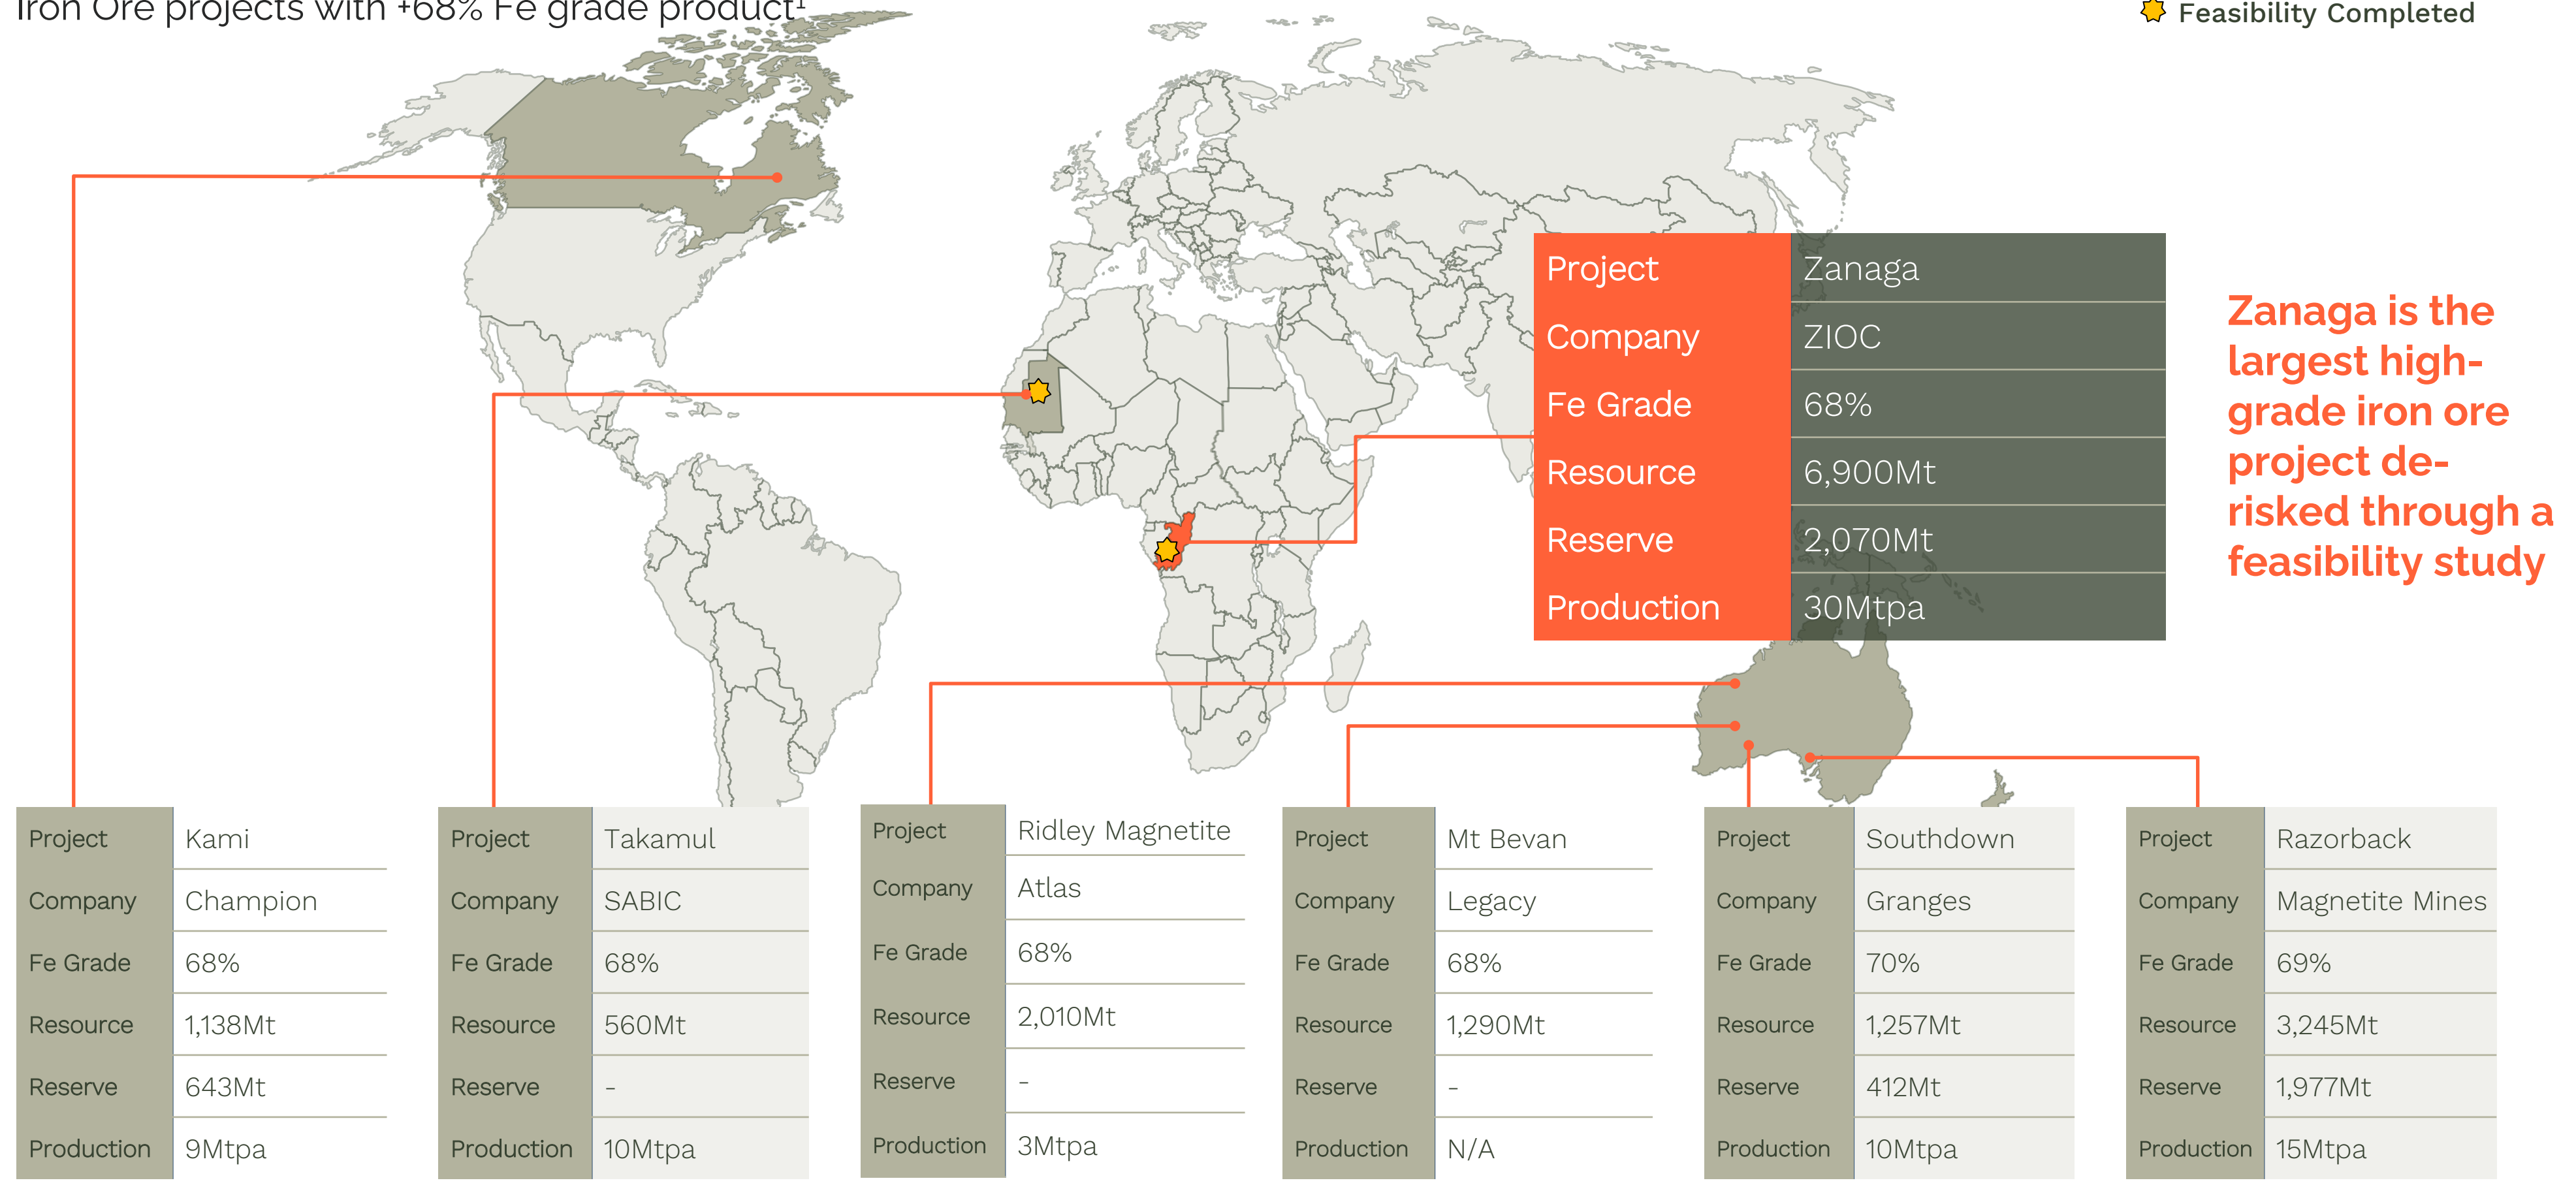 Iron Ore projects with +68% Fe grade product¹
Feasibility Completed
Project Zanaga
Company ZIOC
Fe Grade 68%
Resource 6,900Mt
Reserve 2,070Mt
Production 30Mtpa
Zanaga is the
largest high-
grade iron ore
project de-
risked through a
feasibility study
Project Kami
Company Champion
Fe Grade 68%
Resource 1,138Mt
Reserve 643Mt
Production 9Mtpa
Project Takamul
Company SABIC
Fe Grade 68%
Resource 560Mt
Reserve -
Production 10Mtpa
Project Ridley Magnetite
Company Atlas
Fe Grade 68%
Resource 2,010Mt
Reserve -
Production 3Mtpa
Project Mt Bevan
Company Legacy
Fe Grade 68%
Resource 1,290Mt
Reserve -
Production N/A
Project Southdown
Company Granges
Fe Grade 70%
Resource 1,257Mt
Reserve 412Mt
Production 10Mtpa
Project Razorback
Company Magnetite Mines
Fe Grade 69%
Resource 3,245Mt
Reserve 1,977Mt
Production 15Mtpa